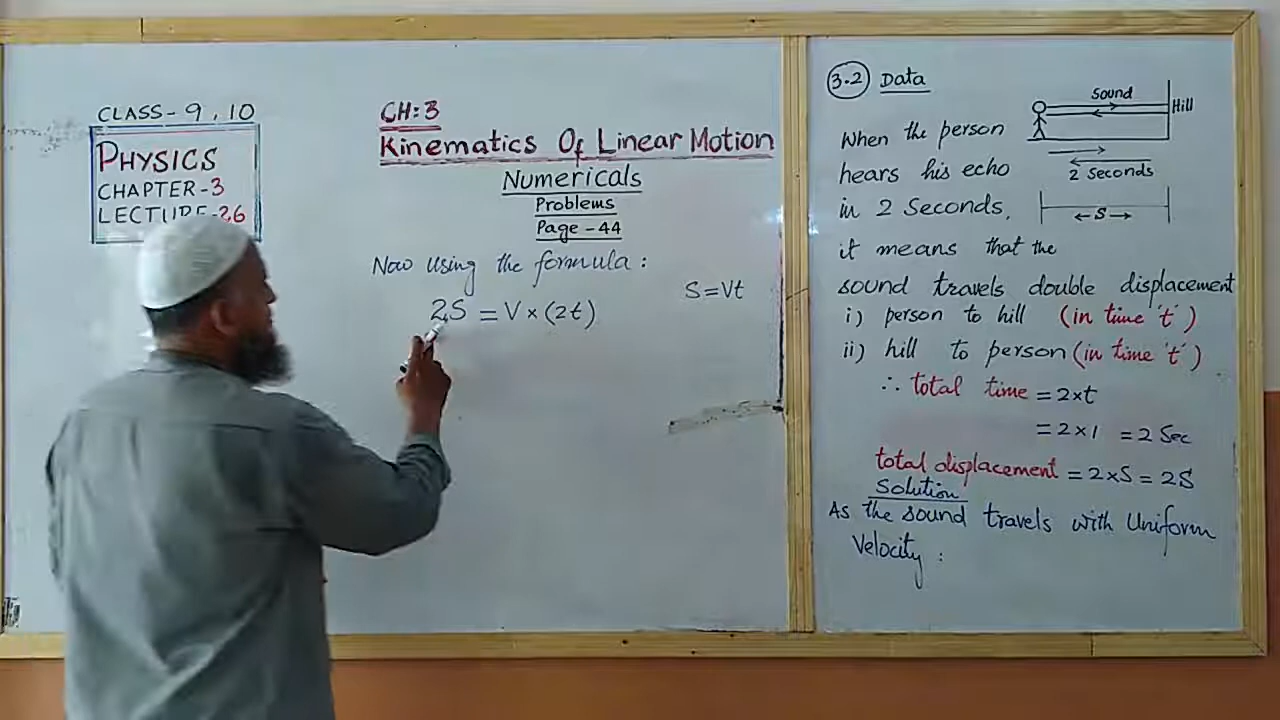 CLASS-9,10
PHYSICS
CHAPTER-3
LECTURE-26
CH:3
Kinematics Of Linear Motion
Numericals
Problems
Page-44
Now using the formula:
S=Vt
2S = V×(2t)
3.2 Data
Sound
Hill
2 Seconds
←S→
When the person
hears his echo
in 2 Seconds,
it means that the
sound travels double displacement
i) person to hill (in time 't')
ii) hill to person (in time 't')
∴ total time = 2×t
= 2×1 = 2 Sec
total displacement = 2×S = 2S
Solution
As the sound travels with Uniform
Velocity: